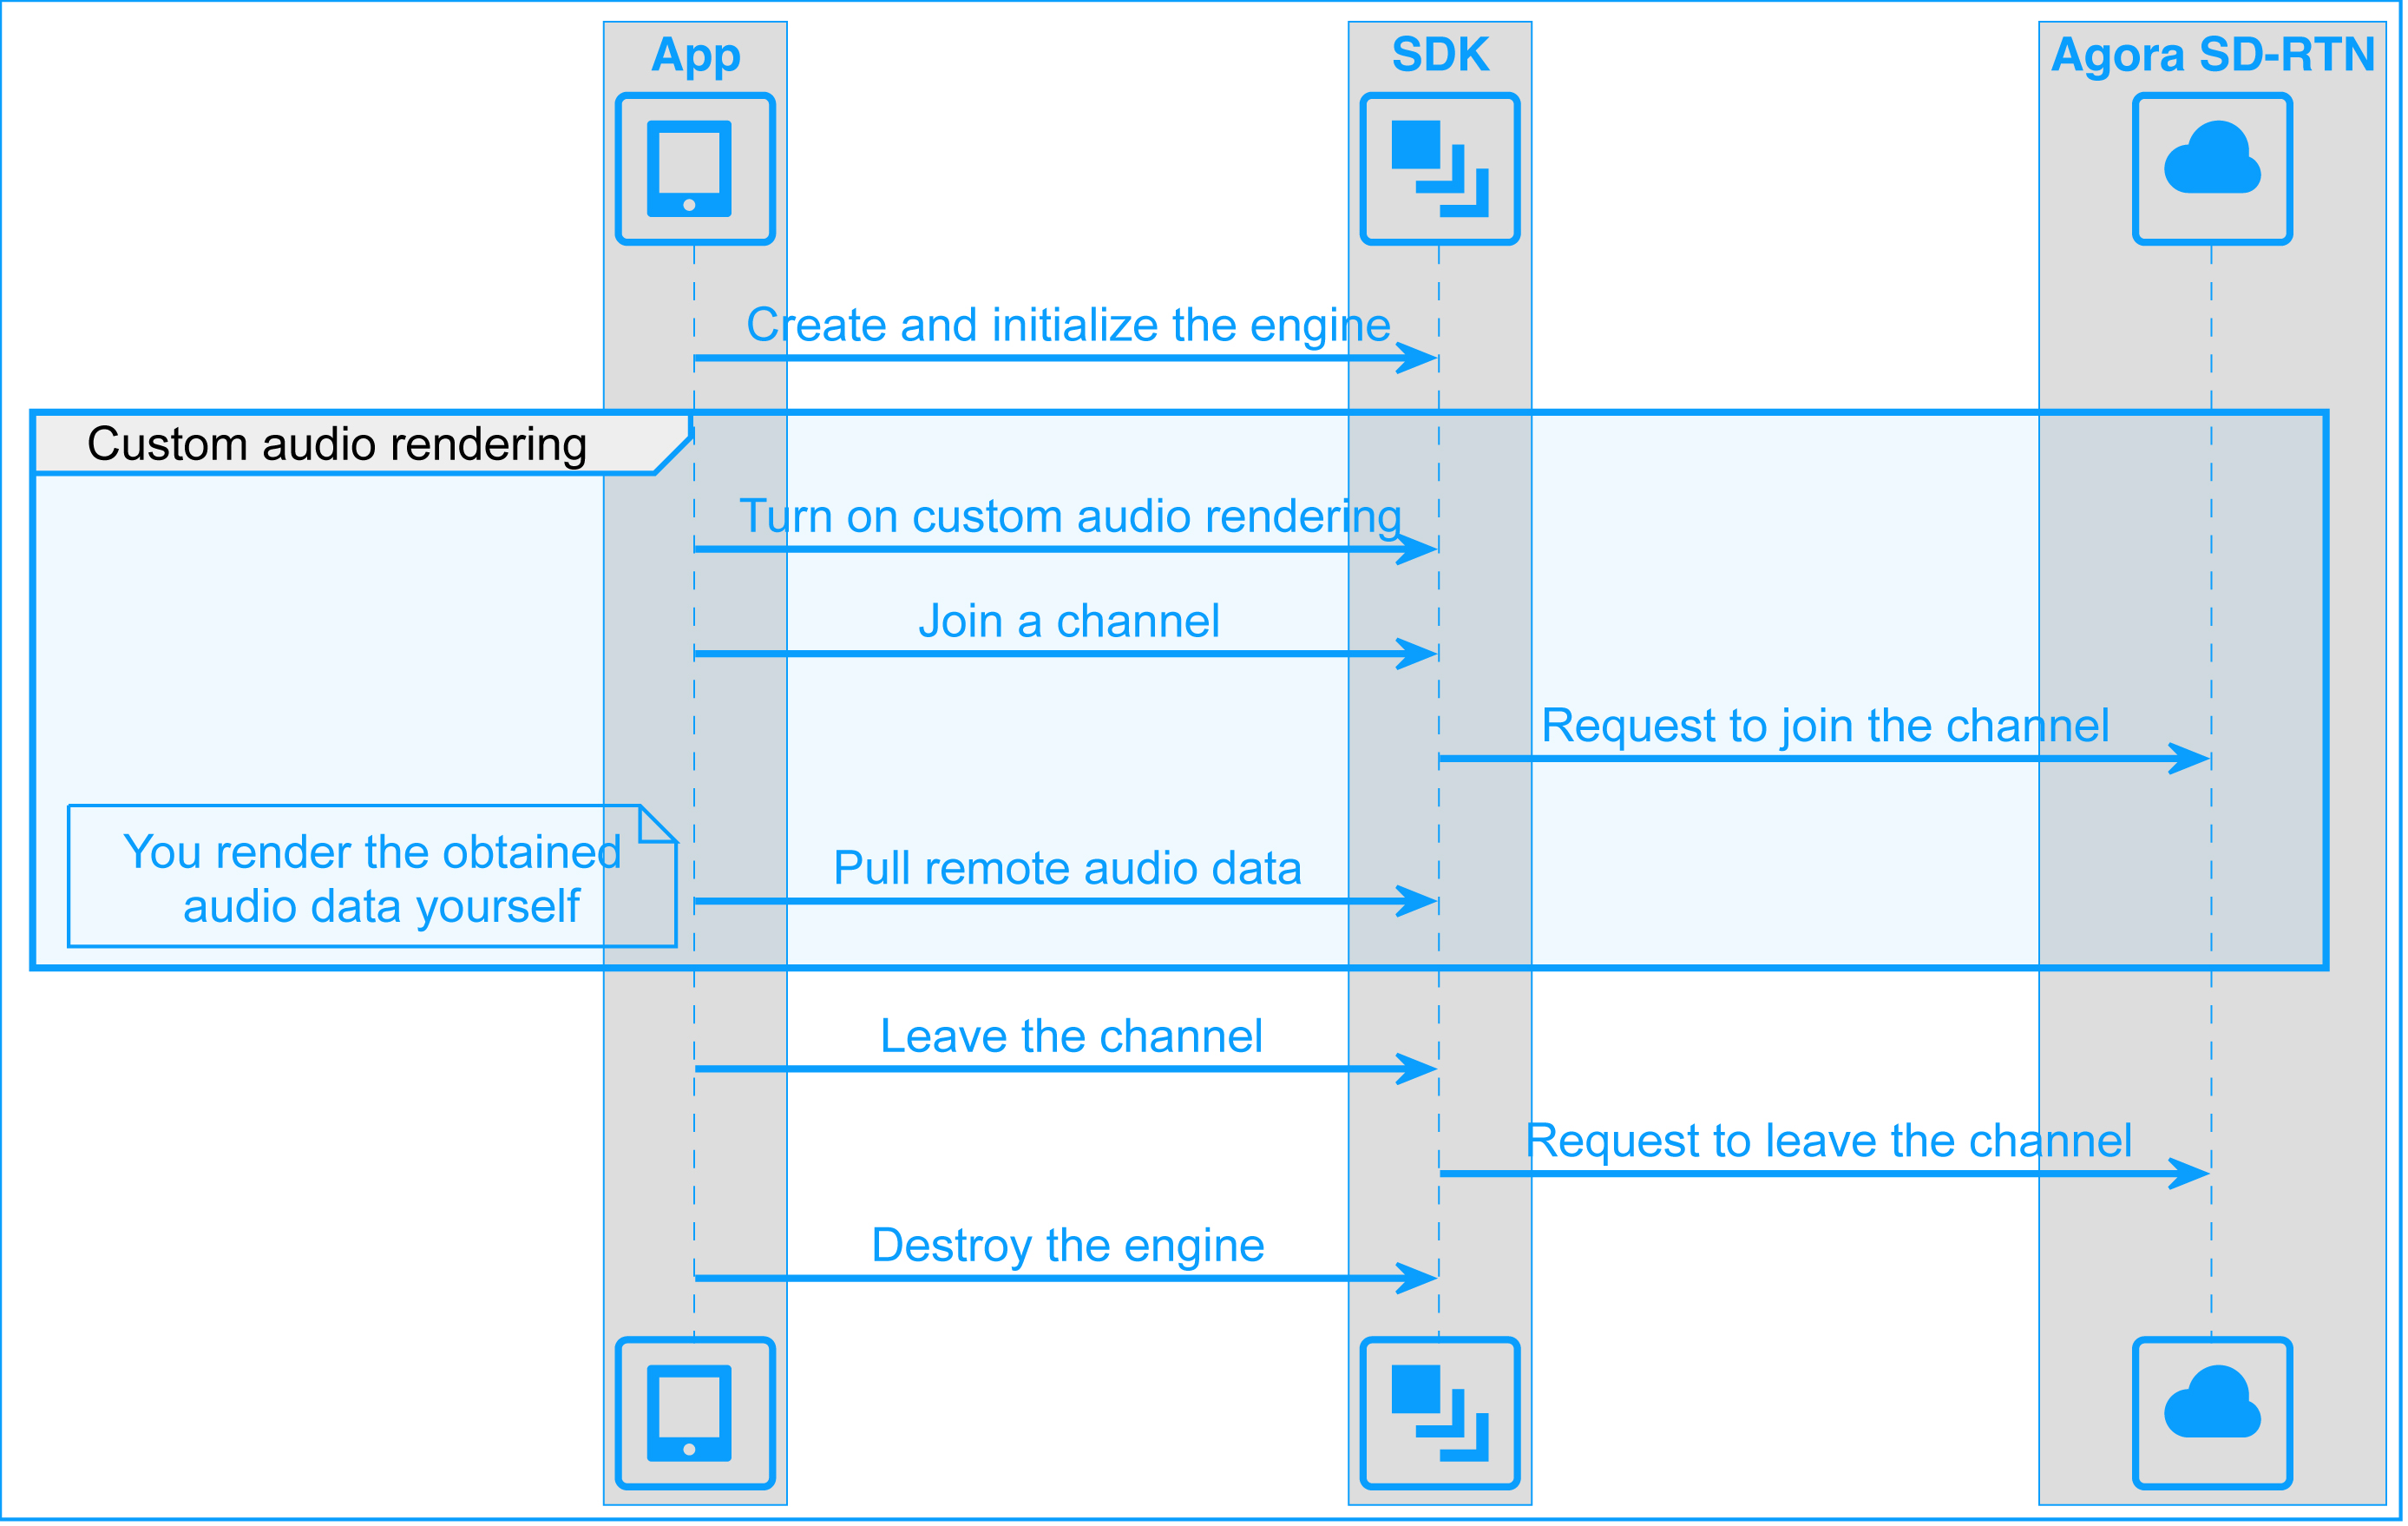 App
SDK
Agora SD-RTN
Create and initialize the engine
Custom audio rendering
Turn on custom audio rendering
Join a channel
Request to join the channel
You render the obtained
audio data yourself
Pull remote audio data
Leave the channel
Request to leave the channel
Destroy the engine